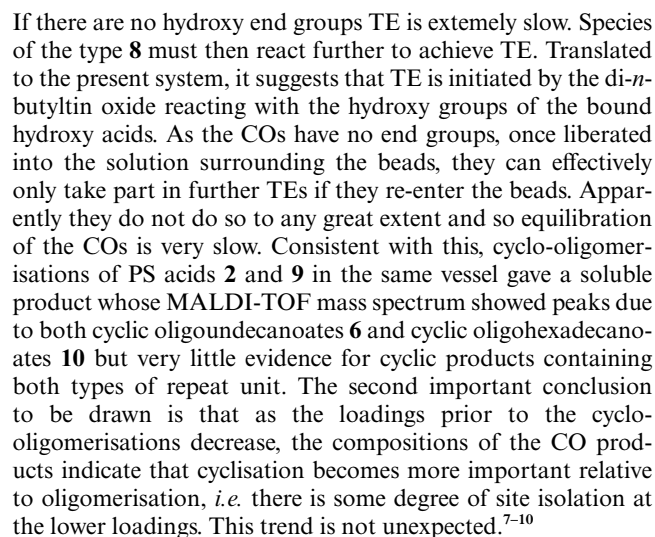 If there are no hydroxy end groups TE is extemely slow. Species
of the type 8 must then react further to achieve TE. Translated
to the present system, it suggests that TE is initiated by the di-n-
butyltin oxide reacting with the hydroxy groups of the bound
hydroxy acids. As the COs have no end groups, once liberated
into the solution surrounding the beads, they can effectively
only take part in further TEs if they re-enter the beads. Appar-
ently they do not do so to any great extent and so equilibration
of the COs is very slow. Consistent with this, cyclo-oligomer-
isations of PS acids 2 and 9 in the same vessel gave a soluble
product whose MALDI-TOF mass spectrum showed peaks due
to both cyclic oligoundecanoates 6 and cyclic oligohexadecano-
ates 10 but very little evidence for cyclic products containing
both types of repeat unit. The second important conclusion
to be drawn is that as the loadings prior to the cyclo-
oligomerisations decrease, the compositions of the CO prod-
ucts indicate that cyclisation becomes more important relative
to oligomerisation, i.e. there is some degree of site isolation at
the lower loadings. This trend is not unexpected.7–10